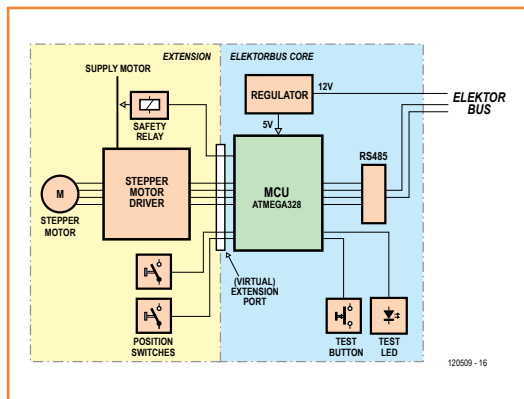 EXTENSION
ELEKTORBUS CORE
SUPPLY MOTOR
REGULATOR
12V
ELEKTOR
BUS
5V
SAFETY
RELAY
RS485
STEPPER
MOTOR
DRIVER
MCU
ATMEGA328
M
STEPPER
MOTOR
(VIRTUAL)
EXTENSION
PORT
POSITION
SWITCHES
TEST
BUTTON
TEST
LED
120509 - 16